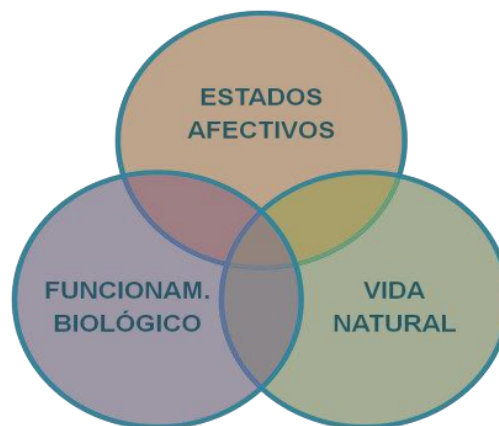 ESTADOS
AFECTIVOS
FUNCIONAM.
BIOLÓGICO
VIDA
NATURAL